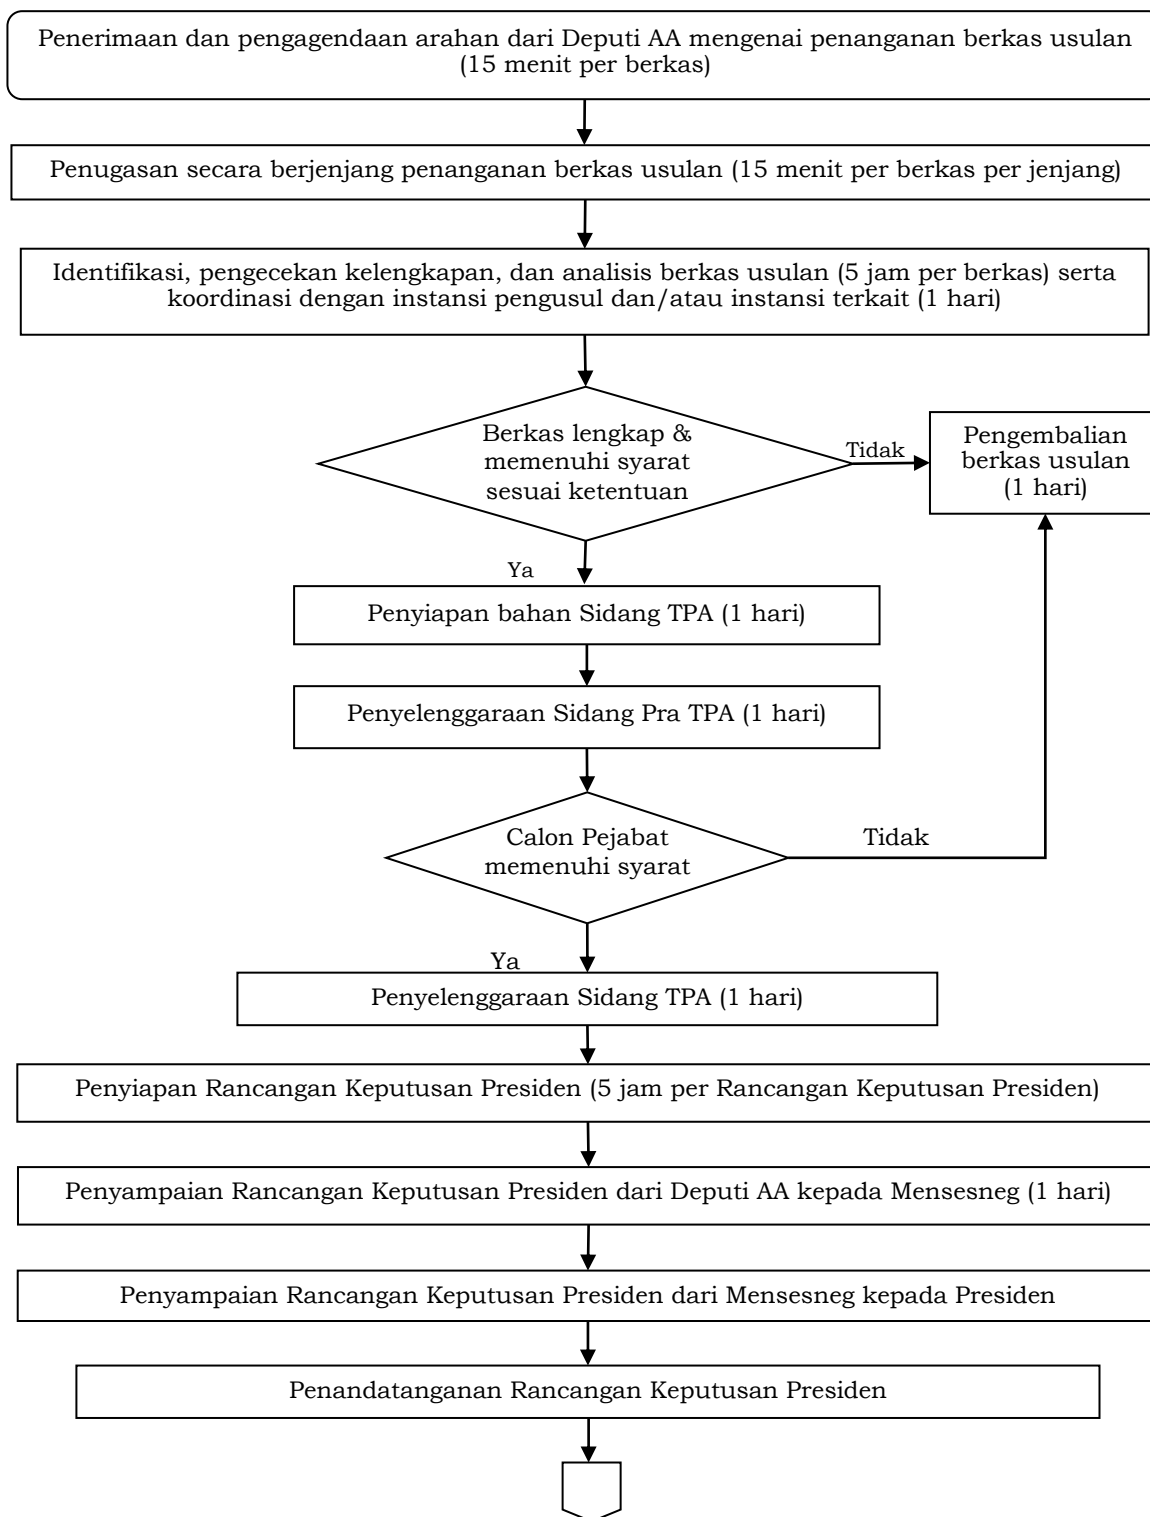 Penerimaan dan pengagendaan arahan dari Deputi AA mengenai penanganan berkas usulan
(15 menit per berkas)
Penugasan secara berjenjang penanganan berkas usulan (15 menit per berkas per jenjang)
Identifikasi, pengecekan kelengkapan, dan analisis berkas usulan (5 jam per berkas) serta
koordinasi dengan instansi pengusul dan/atau instansi terkait (1 hari)
Berkas lengkap &
memenuhi syarat
sesuai ketentuan
Tidak
Pengembalian
berkas usulan
(1 hari)
Ya
Penyiapan bahan Sidang TPA (1 hari)
Penyelenggaraan Sidang Pra TPA (1 hari)
Calon Pejabat
memenuhi syarat
Tidak
Ya
Penyelenggaraan Sidang TPA (1 hari)
Penyiapan Rancangan Keputusan Presiden (5 jam per Rancangan Keputusan Presiden)
Penyampaian Rancangan Keputusan Presiden dari Deputi AA kepada Mensesneg (1 hari)
Penyampaian Rancangan Keputusan Presiden dari Mensesneg kepada Presiden
Penandatanganan Rancangan Keputusan Presiden